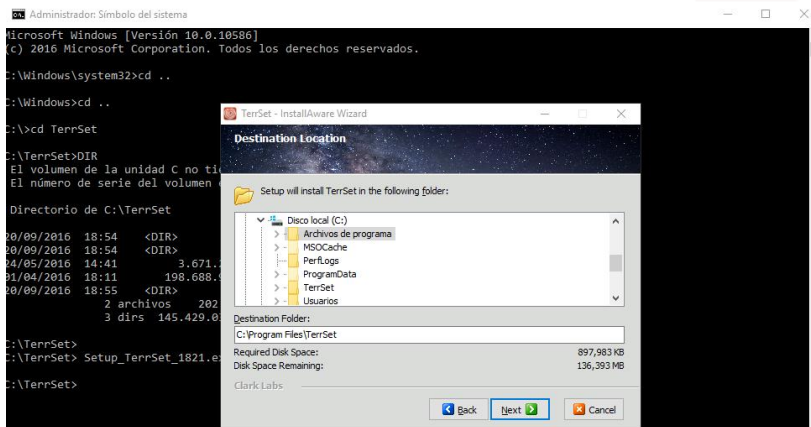 Administrador: Símbolo del sistema
Microsoft Windows [Versión 10.0.10586]
(c) 2016 Microsoft Corporation. Todos los derechos reservados.
C:\Windows\system32>cd ..
C:\Windows>cd ..
C:\>cd TerrSet
C:\TerrSet>DIR
El volumen de la unidad C no
El número de serie del volumen
Directorio de C:\TerrSet
20/09/2016 18:54 <DIR>
20/09/2016 18:54 <DIR>
24/05/2016 14:41 3.671.
01/04/2016 18:11 198.688.
20/09/2016 18:55 <DIR>
2 archivos 202
3 dirs 145.429.0
C:\TerrSet>
C:\TerrSet> Setup_TerrSet_1821.e
C:\TerrSet>
TerrSet - InstallAware Wizard
Destination Location
Setup will install TerrSet in the following folder:
Disco local (C:)
Archivos de programa
MSOCache
PerfLogs
ProgramData
TerrSet
Usuarios
Destination Folder:
C:\Program Files\TerrSet
Required Disk Space: 897,983 KB
Disk Space Remaining: 136,393 MB
Clark Labs
Back Next Cancel